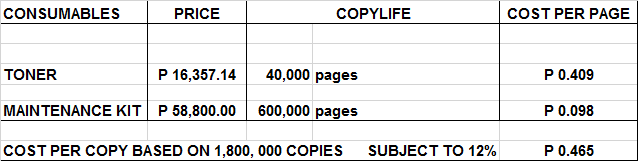 CONSUMABLES PRICE COPYLIFE COST PER PAGE
TONER P 16,357.14 40,000 pages P 0.409
MAINTENANCE KIT P 58,800.00 600,000 pages P 0.098
COST PER COPY BASED ON 1,800, 000 COPIES SUBJECT TO 12% P 0.465